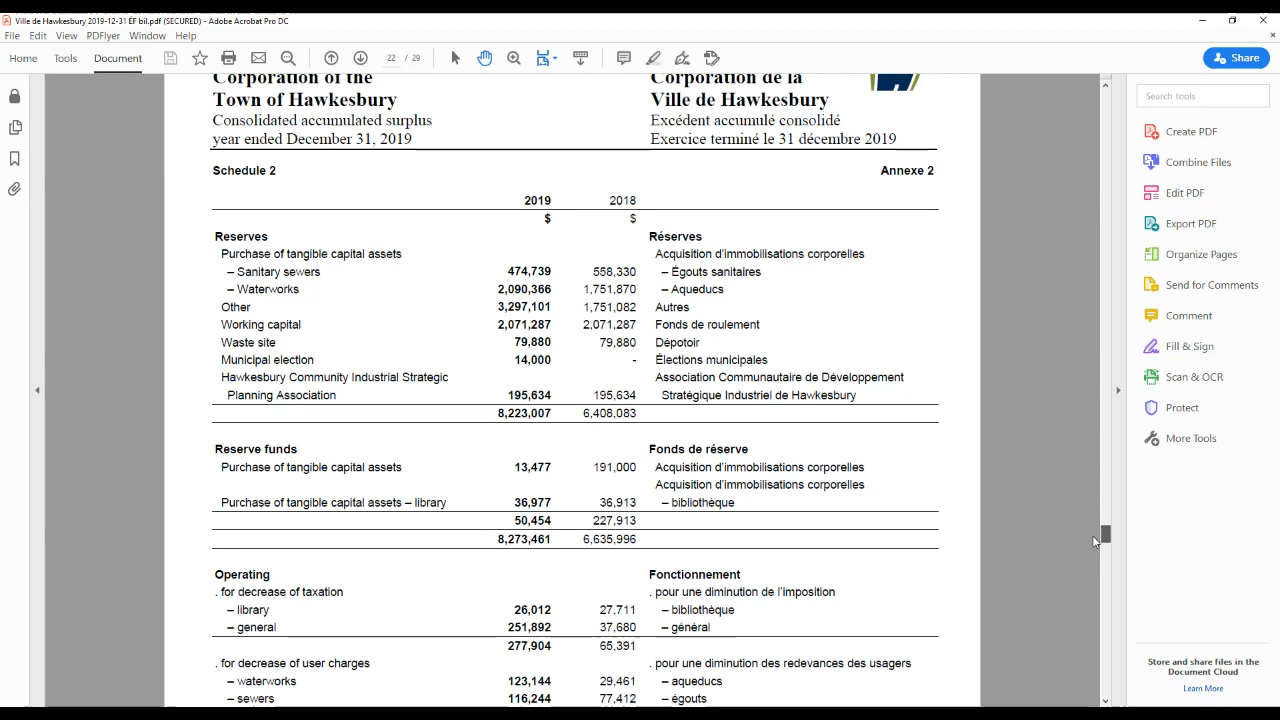 Ville de Hawkesbury 2019-12-31 ÉF bil.pdf (SECURED) - Adobe Acrobat Pro DC
File Edit View PDFlyer Window Help
Home Tools Document 22 / 29 Share
Corporation of the Corporation de la
Town of Hawkesbury Ville de Hawkesbury
Consolidated accumulated surplus Excédent accumulé consolidé
year ended December 31, 2019 Exercice terminé le 31 décembre 2019
Schedule 2 Annexe 2
2019 2018
$ $
Reserves Réserves
Purchase of tangible capital assets Acquisition d'immobilisations corporelles
– Sanitary sewers 474,739 558,330 – Égouts sanitaires
– Waterworks 2,090,366 1,751,870 – Aqueducs
Other 3,297,101 1,751,082 Autres
Working capital 2,071,287 2,071,287 Fonds de roulement
Waste site 79,880 79,880 Dépotoir
Municipal election 14,000 - Élections municipales
Hawkesbury Community Industrial Strategic Association Communautaire de Développement
Planning Association 195,634 195,634 Stratégique Industriel de Hawkesbury
8,223,007 6,408,083
Reserve funds Fonds de réserve
Purchase of tangible capital assets 13,477 191,000 Acquisition d'immobilisations corporelles
Acquisition d'immobilisations corporelles
Purchase of tangible capital assets – library 36,977 36,913 – bibliothèque
50,454 227,913
8,273,461 6,635,996
Operating Fonctionnement
. for decrease of taxation . pour une diminution de l'imposition
– library 26,012 27,711 – bibliothèque
– general 251,892 37,680 – général
277,904 65,391
. for decrease of user charges . pour une diminution des redevances des usagers
– waterworks 123,144 29,461 – aqueducs
– sewers 116,244 77,412 – égouts
Search tools
Create PDF
Combine Files
Edit PDF
Export PDF
Organize Pages
Send for Comments
Comment
Fill & Sign
Scan & OCR
Protect
More Tools
Store and share files in the
Document Cloud
Learn More